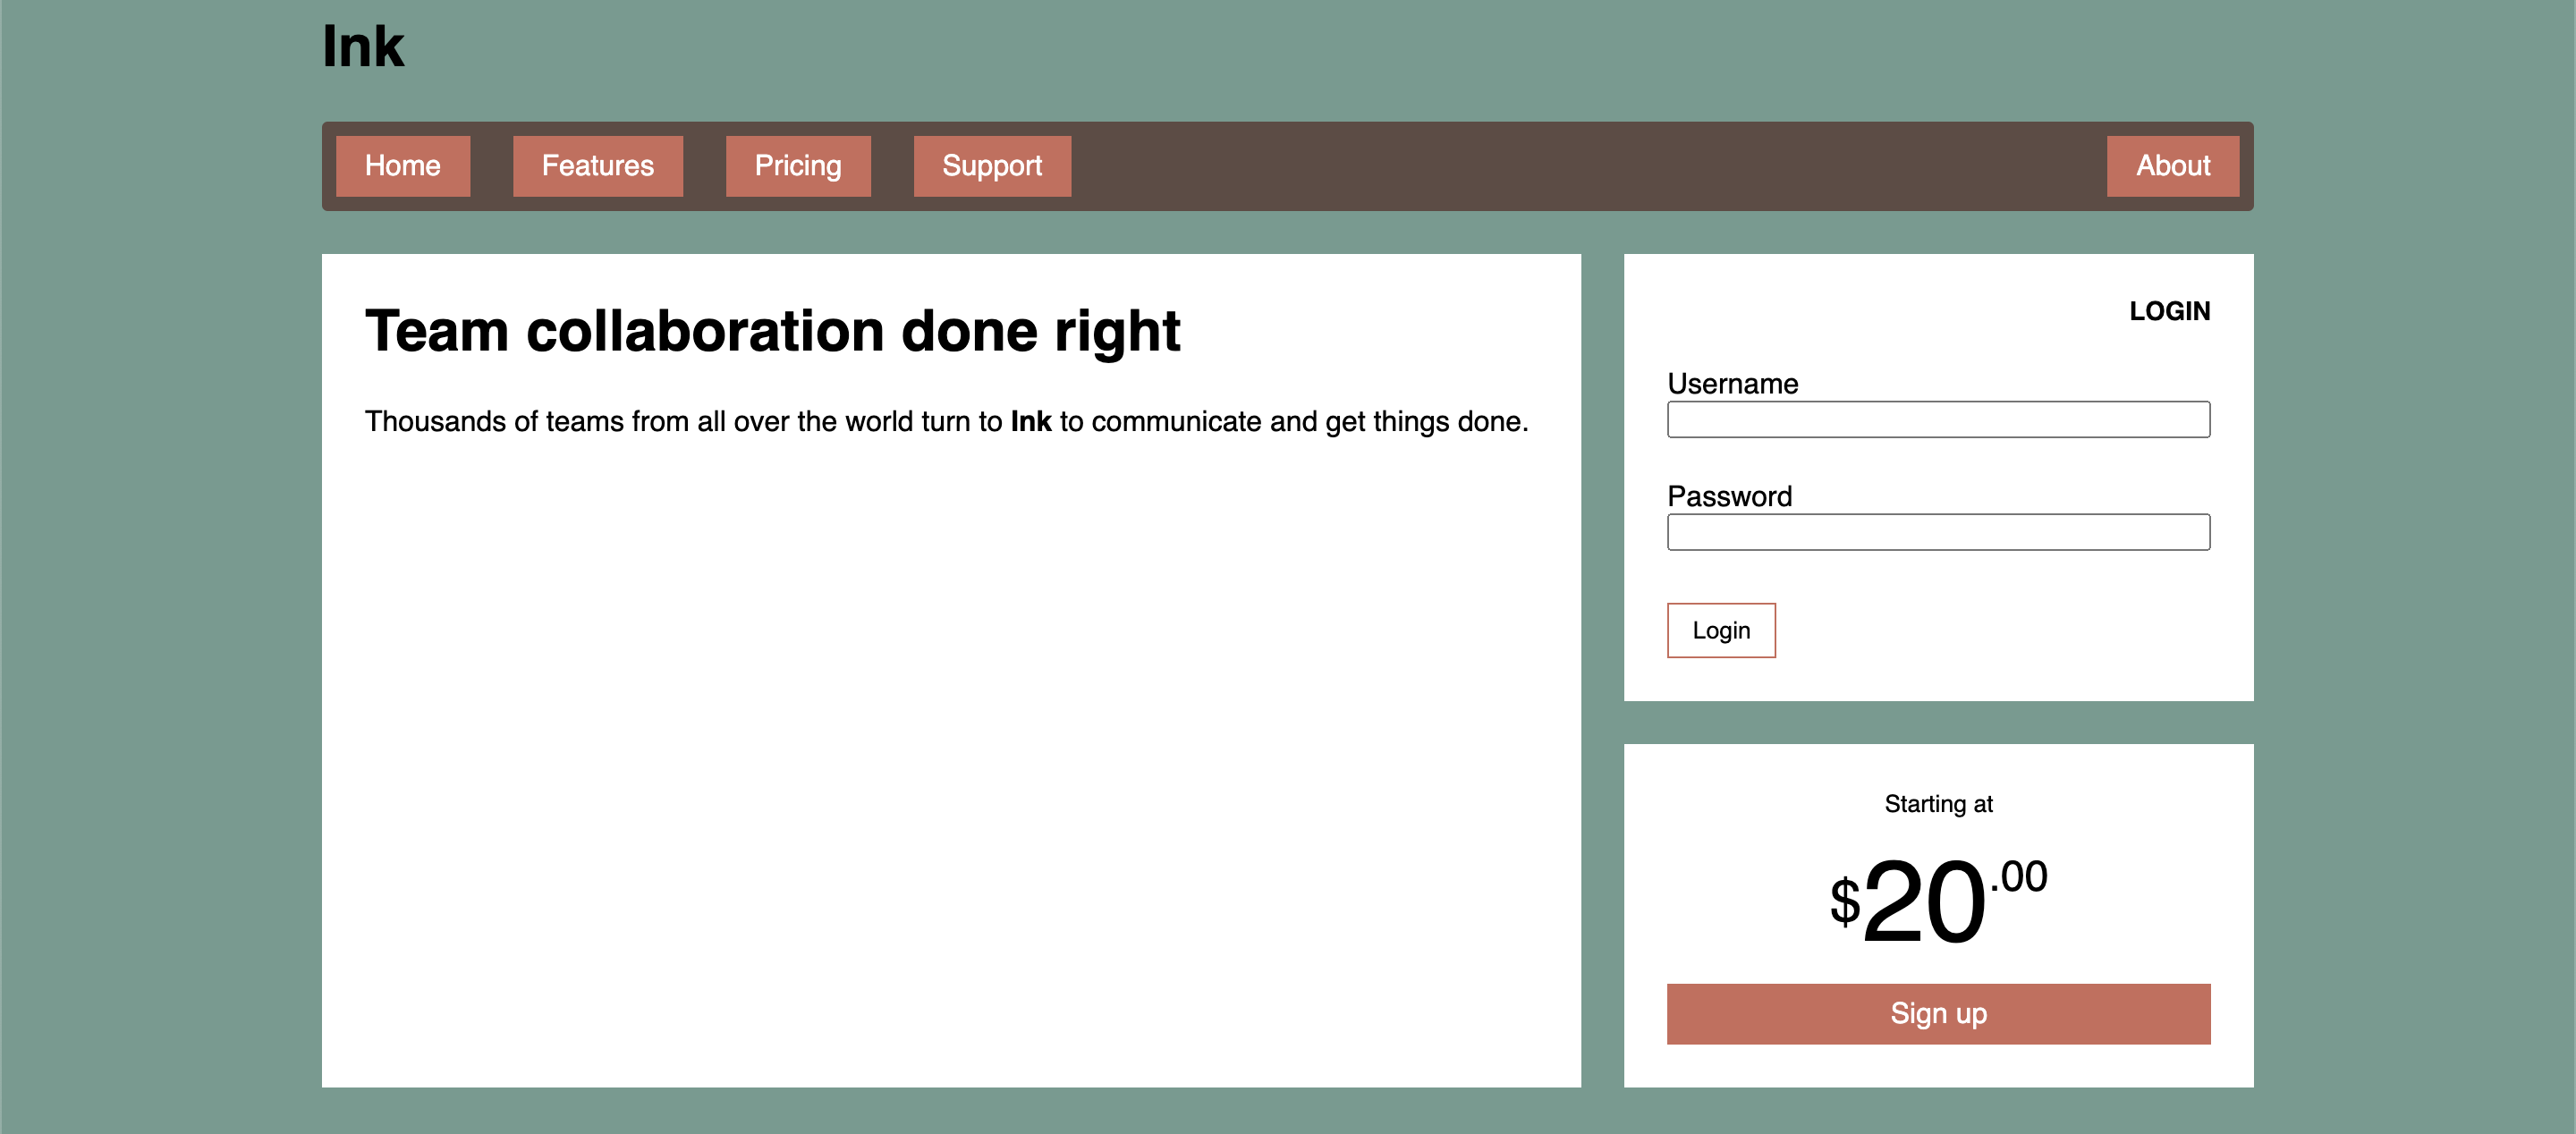 Ink
Home Features Pricing Support About
Team collaboration done right
Thousands of teams from all over the world turn to Ink to communicate and get things done.
LOGIN
Username
Password
Login
Starting at
$20.00
Sign up